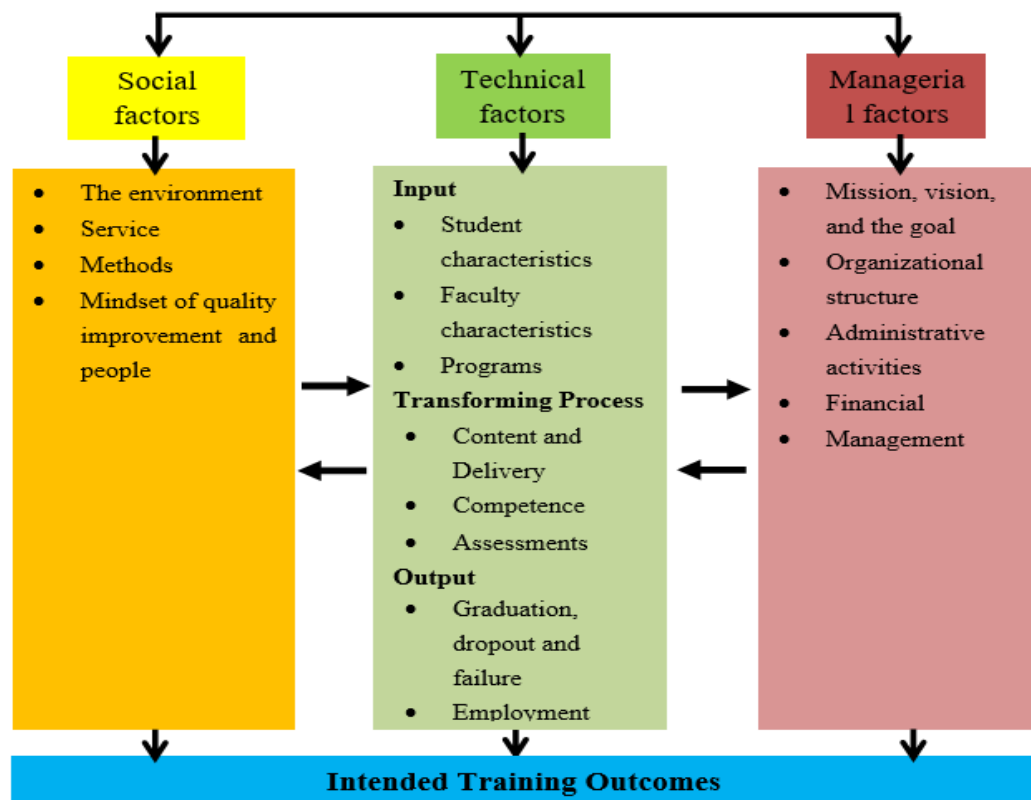 Social
factors
Technical
factors
Manageria
l factors
• The environment
• Service
• Methods
• Mindset of quality
improvement and
people
Input
• Student
characteristics
• Faculty
characteristics
• Programs
Transforming Process
• Content and
Delivery
• Competence
• Assessments
Output
• Graduation,
dropout and
failure
• Employment
• Mission, vision,
and the goal
• Organizational
structure
• Administrative
activities
• Financial
• Management
Intended Training Outcomes